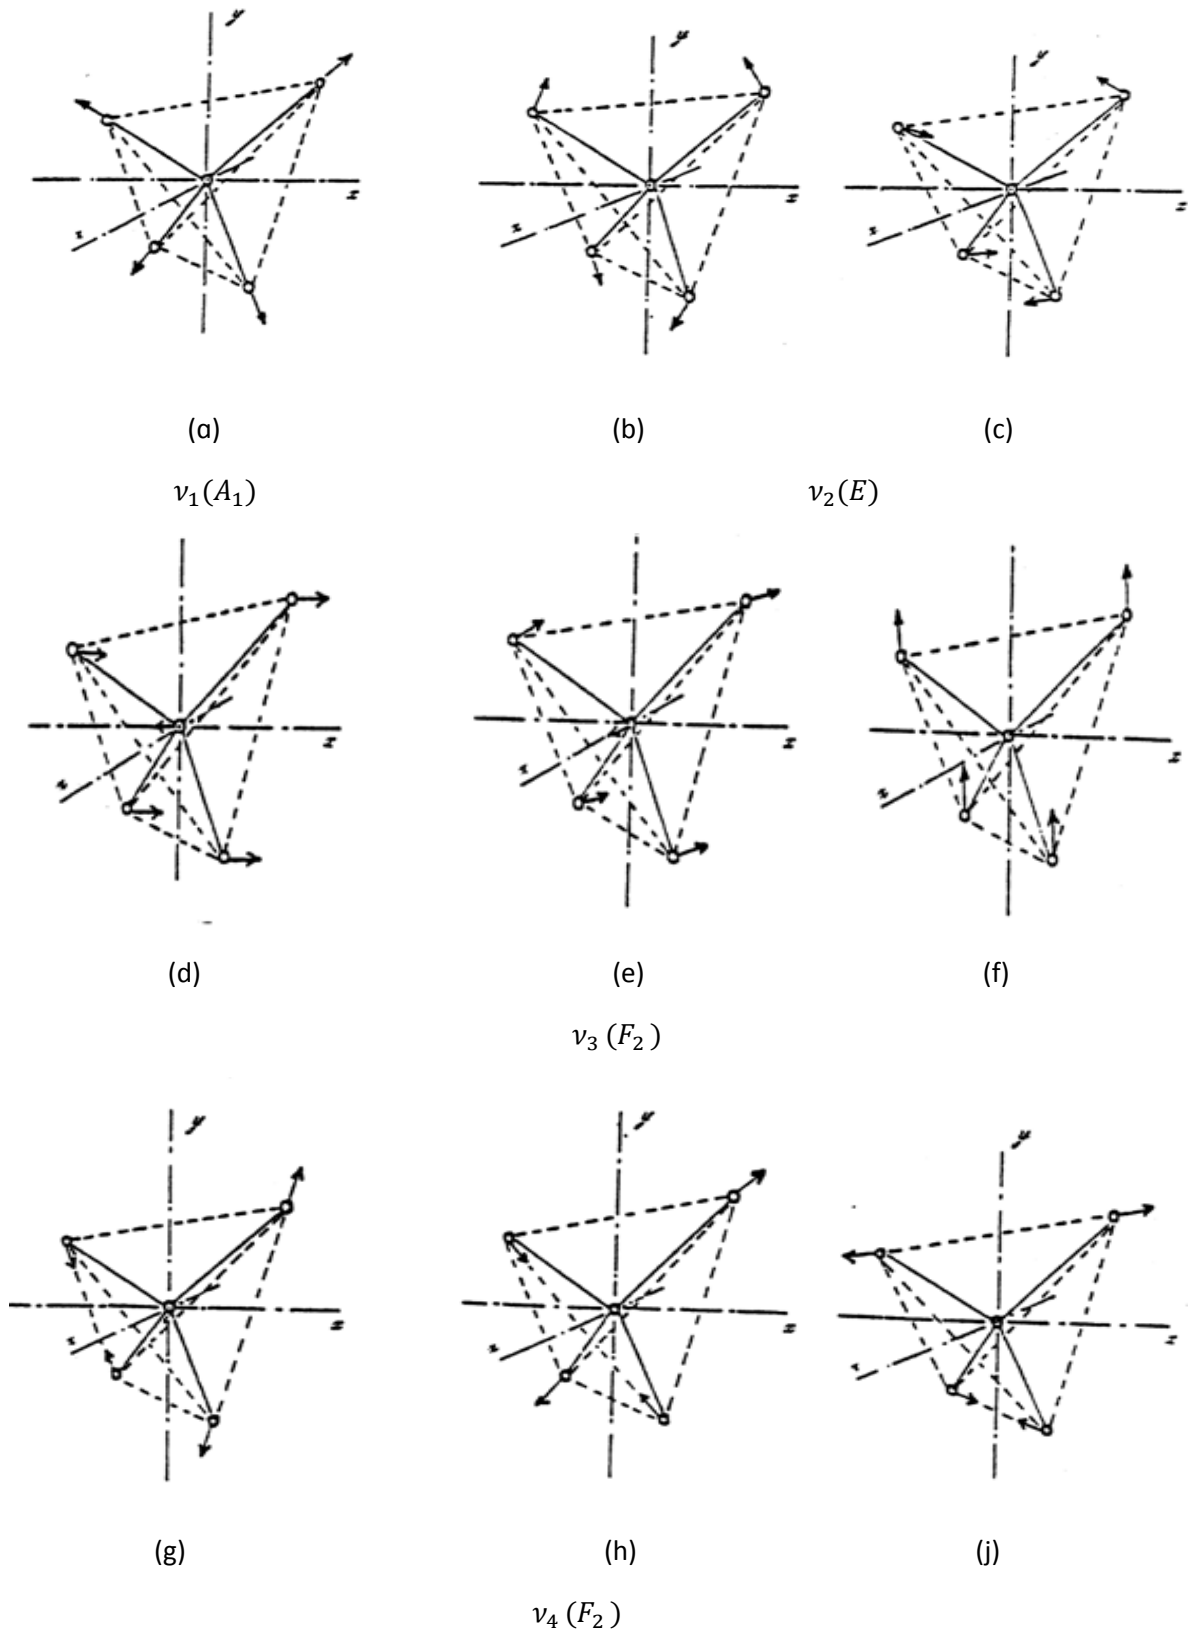 y
y
y
z
x
z
x
z
x
(a)
(b)
(c)
𝜈₁(𝐴₁)
𝜈₂(𝐸)
z
x
z
x
z
x
(d)
(e)
(f)
𝜈₃ (𝐹₂ )
y
y
y
z
x
z
x
z
x
(g)
(h)
(j)
𝜈₄ (𝐹₂ )